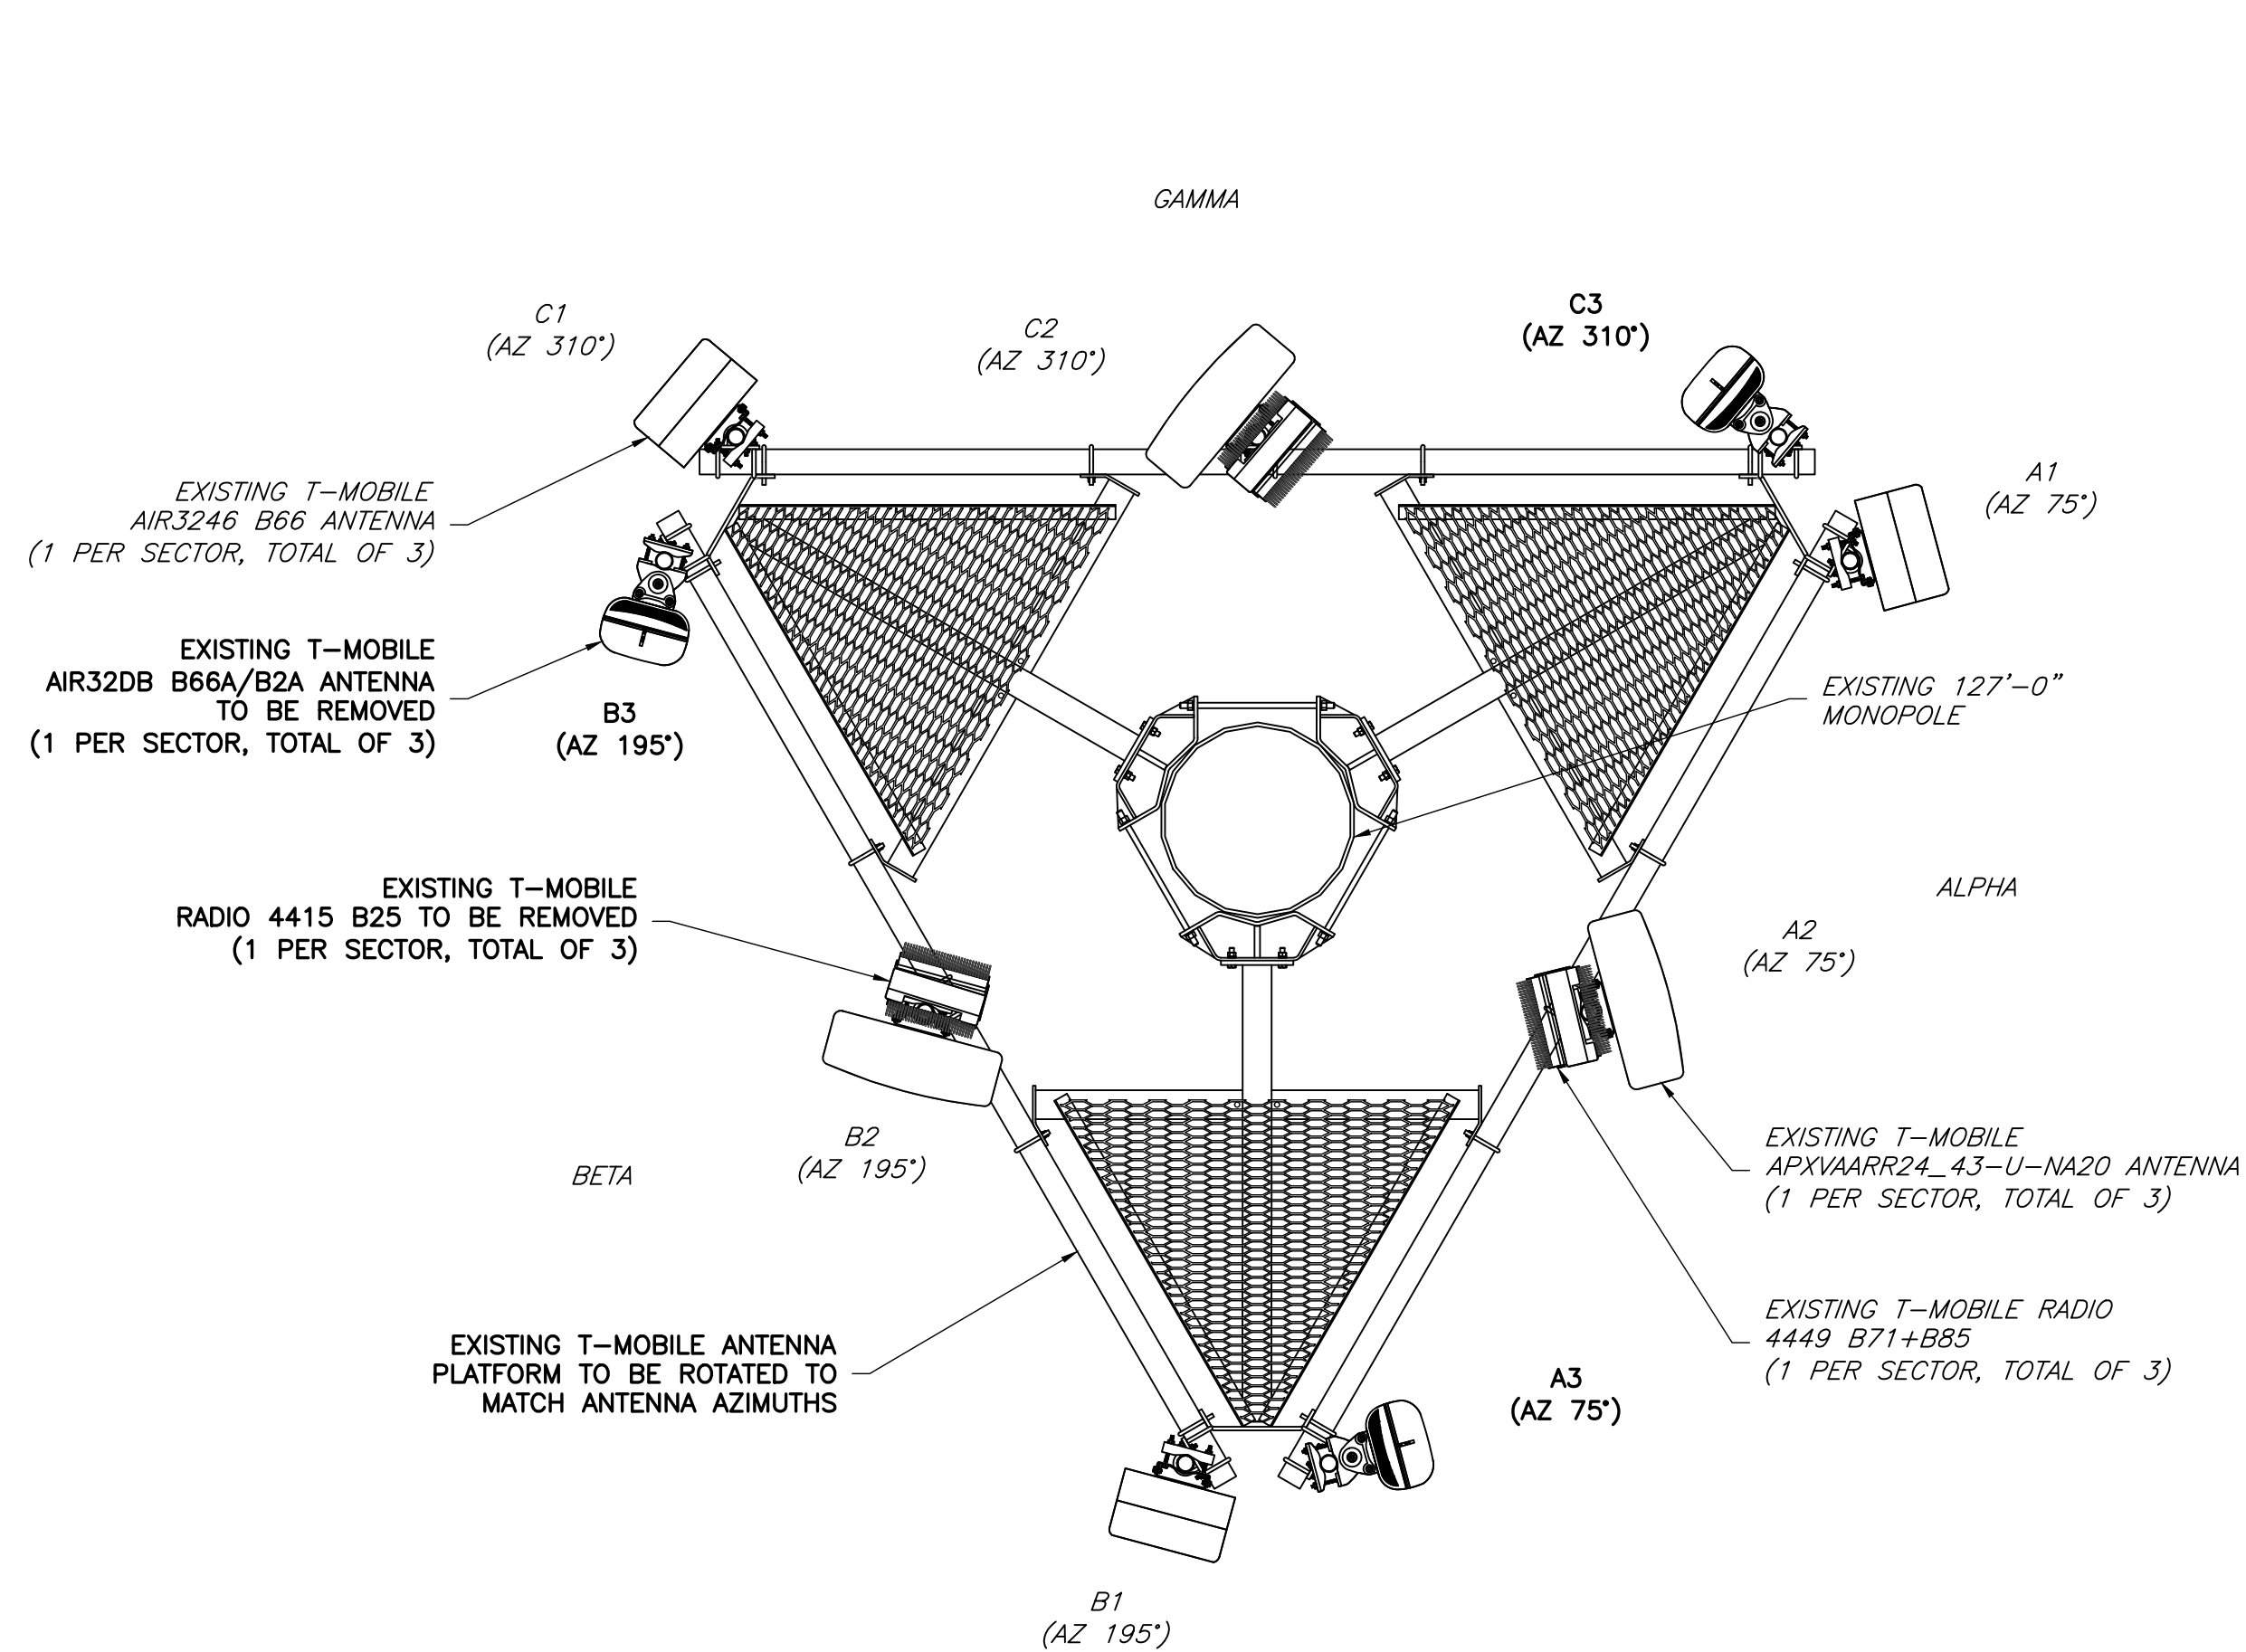 GAMMA
C1
(AZ 310°)
C2
(AZ 310°)
C3
(AZ 310°)
A1
(AZ 75°)
EXISTING T-MOBILE
AIR3246 B66 ANTENNA
(1 PER SECTOR, TOTAL OF 3)
EXISTING T-MOBILE
AIR32DB B66A/B2A ANTENNA
TO BE REMOVED
(1 PER SECTOR, TOTAL OF 3)
B3
(AZ 195°)
EXISTING 127'-0"
MONOPOLE
EXISTING T-MOBILE
RADIO 4415 B25 TO BE REMOVED
(1 PER SECTOR, TOTAL OF 3)
ALPHA
A2
(AZ 75°)
B2
(AZ 195°)
BETA
EXISTING T-MOBILE
APXVAARR24_43-U-NA20 ANTENNA
(1 PER SECTOR, TOTAL OF 3)
EXISTING T-MOBILE RADIO
4449 B71+B85
(1 PER SECTOR, TOTAL OF 3)
EXISTING T-MOBILE ANTENNA
PLATFORM TO BE ROTATED TO
MATCH ANTENNA AZIMUTHS
A3
(AZ 75°)
B1
(AZ 195°)